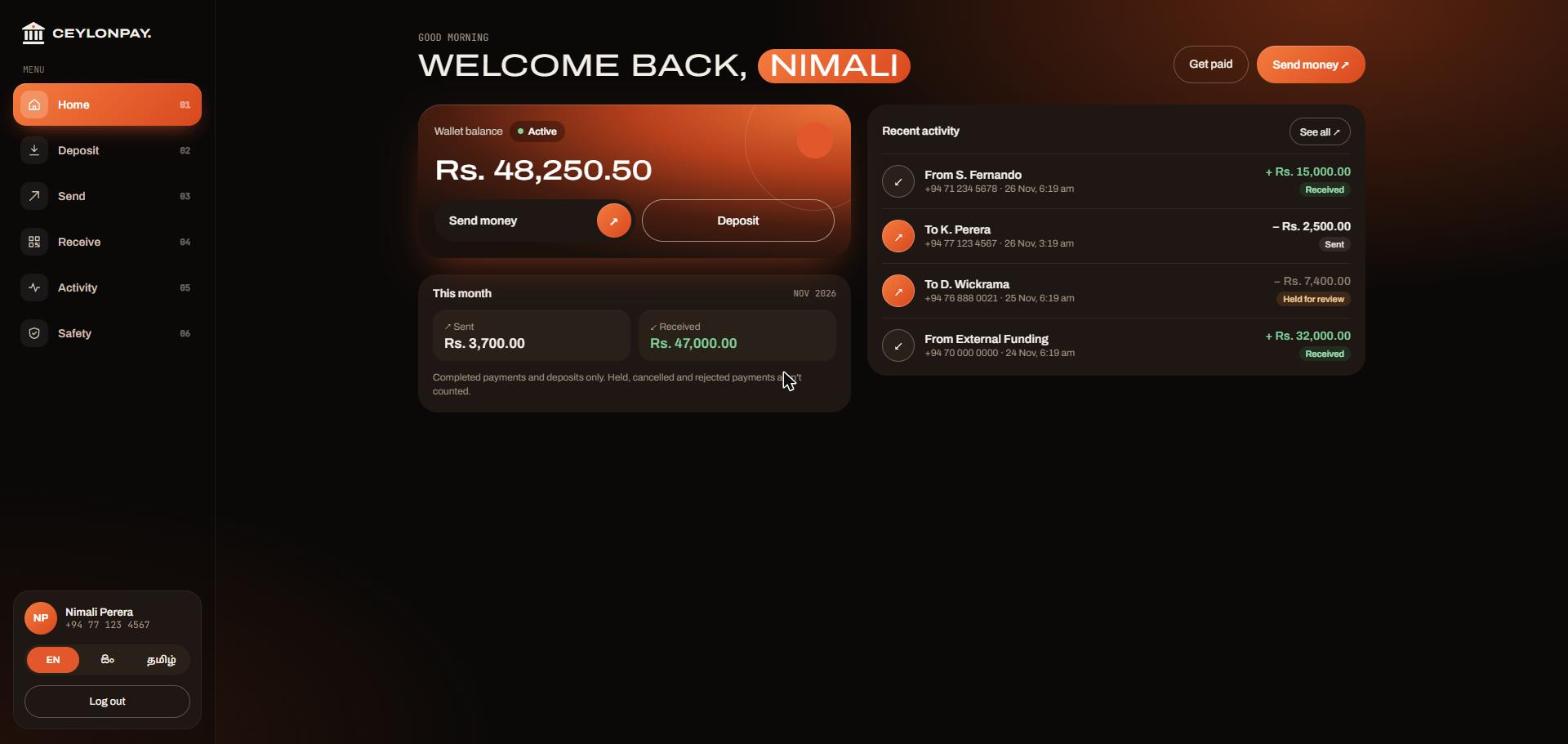 CEYLONPAY.
MENU
Home 01
Deposit 02
Send 03
Receive 04
Activity 05
Safety 06
NP
Nimali Perera
+94 77 123 4567
EN සිං தமிழ்
Log out
GOOD MORNING
WELCOME BACK, NIMALI
Get paid
Send money ↗
Wallet balance Active
Rs. 48,250.50
Send money ↗
Deposit
This month NOV 2026
↗ Sent
Rs. 3,700.00
↙ Received
Rs. 47,000.00
Completed payments and deposits only. Held, cancelled and rejected payments
counted.
Recent activity
See all ↗
↙ From S. Fernando + Rs. 15,000.00
+94 71 234 5678 · 26 Nov, 6:19 am Received
↗ To K. Perera – Rs. 2,500.00
+94 77 123 4567 · 26 Nov, 3:19 am Sent
↗ To D. Wickrama – Rs. 7,400.00
+94 76 888 0021 · 25 Nov, 6:19 am Held for review
↙ From External Funding + Rs. 32,000.00
+94 70 000 0000 · 24 Nov, 6:19 am Received